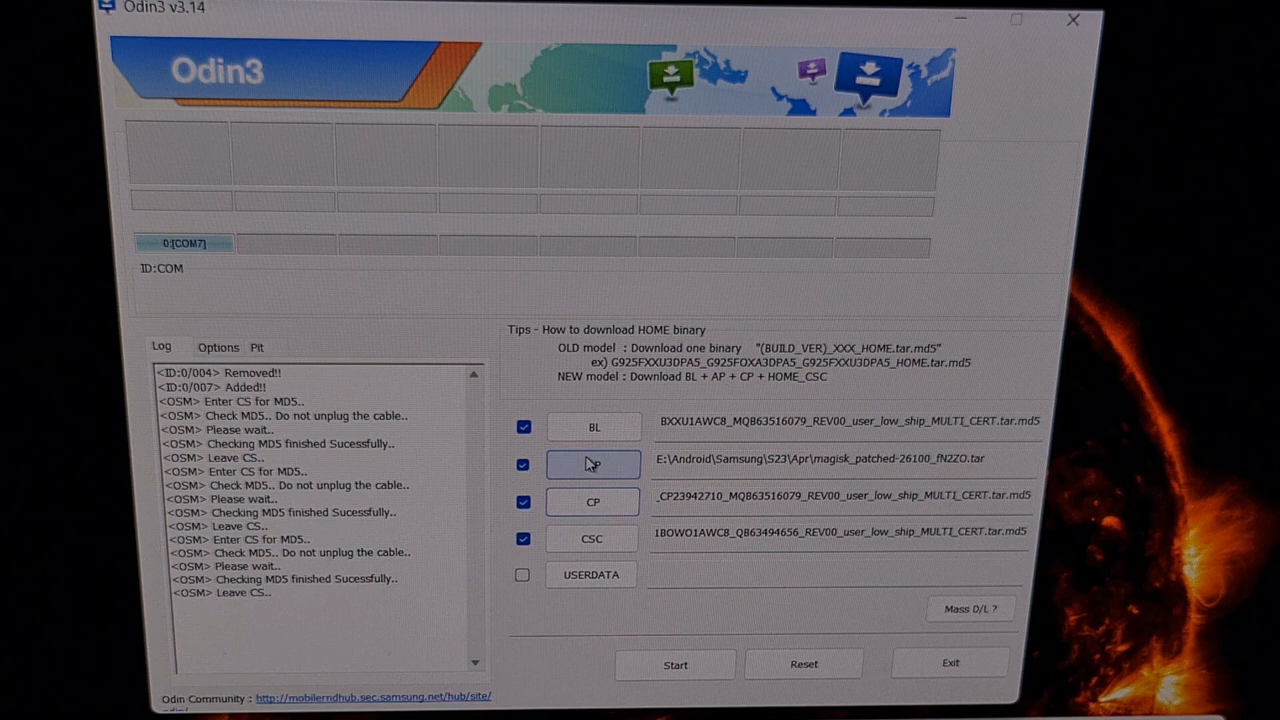 Odin3 v3.14
Odin3
0:[COM7]
ID:COM
Log
Options
Pit
<ID:0/004> Removed!!
<ID:0/007> Added!!
<OSM> Enter CS for MD5..
<OSM> Check MD5.. Do not unplug the cable..
<OSM> Please wait..
<OSM> Checking MD5 finished Sucessfully..
<OSM> Leave CS..
<OSM> Enter CS for MD5..
<OSM> Check MD5.. Do not unplug the cable..
<OSM> Please wait..
<OSM> Checking MD5 finished Sucessfully..
<OSM> Leave CS..
<OSM> Enter CS for MD5..
<OSM> Check MD5.. Do not unplug the cable..
<OSM> Please wait..
<OSM> Checking MD5 finished Sucessfully..
<OSM> Leave CS..
Tips - How to download HOME binary
OLD model : Download one binary "(BUILD_VER)_XXX_HOME.tar.md5"
ex) G925FXXU3DPA5_G925FOXA3DPA5_G925FXXU3DPA5_HOME.tar.md5
NEW model : Download BL + AP + CP + HOME_CSC
BL BXXU1AWC8_MQB63516079_REV00_user_low_ship_MULTI_CERT.tar.md5
E:\Android\Samsung\S23\Apr\magisk_patched-26100_fN2ZO.tar
CP _CP23942710_MQB63516079_REV00_user_low_ship_MULTI_CERT.tar.md5
CSC 1BOWO1AWC8_QB63494656_REV00_user_low_ship_MULTI_CERT.tar.md5
USERDATA
Mass D/L ?
Start
Reset
Exit
Odin Community : http://mobilerndhub.sec.samsung.net/hub/site/